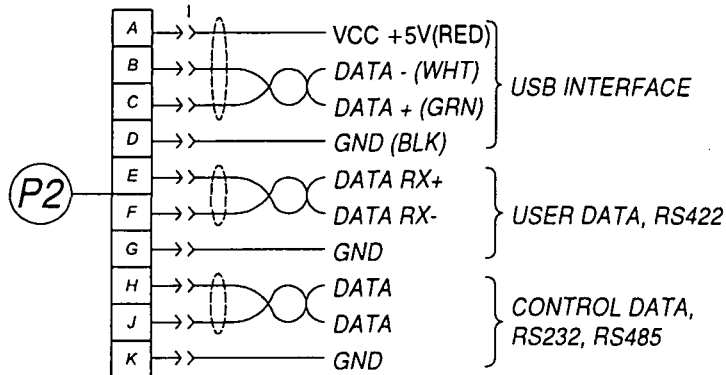 1
A VCC +5V(RED)
B DATA - (WHT)
C DATA + (GRN)
D GND (BLK)
USB INTERFACE
P2
E DATA RX+
F DATA RX-
G GND
USER DATA, RS422
H DATA
J DATA
K GND
CONTROL DATA,
RS232, RS485